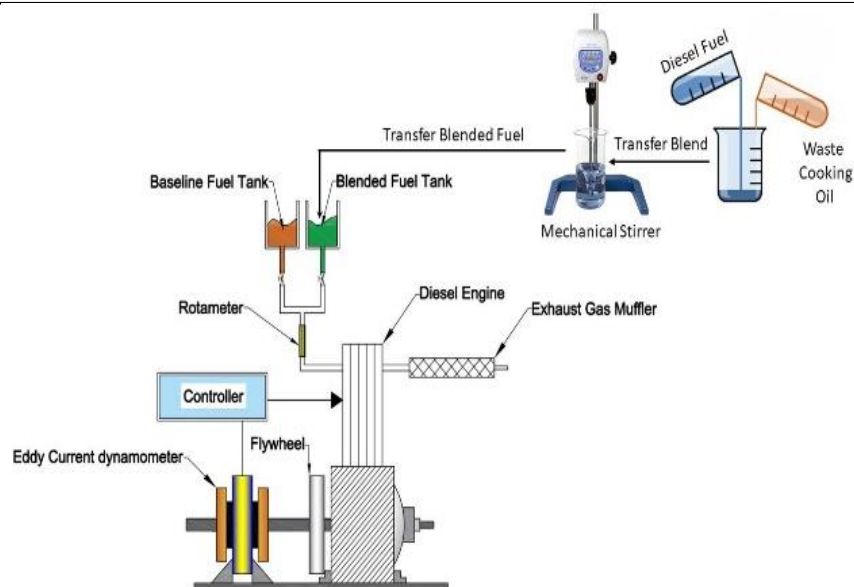 Diesel Fuel
Transfer Blended Fuel
Transfer Blend
Waste
Cooking
Oil
Baseline Fuel Tank
Blended Fuel Tank
Mechanical Stirrer
Diesel Engine
Rotameter
Exhaust Gas Muffler
Controller
Flywheel
Eddy Current dynamometer